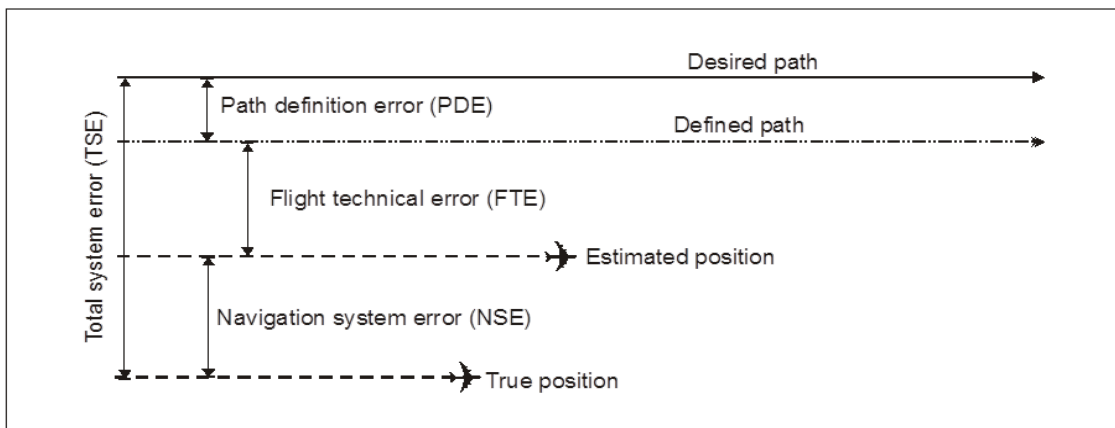 Desired path
Path definition error (PDE)
Defined path
Total system error (TSE)
Flight technical error (FTE)
Estimated position
Navigation system error (NSE)
True position